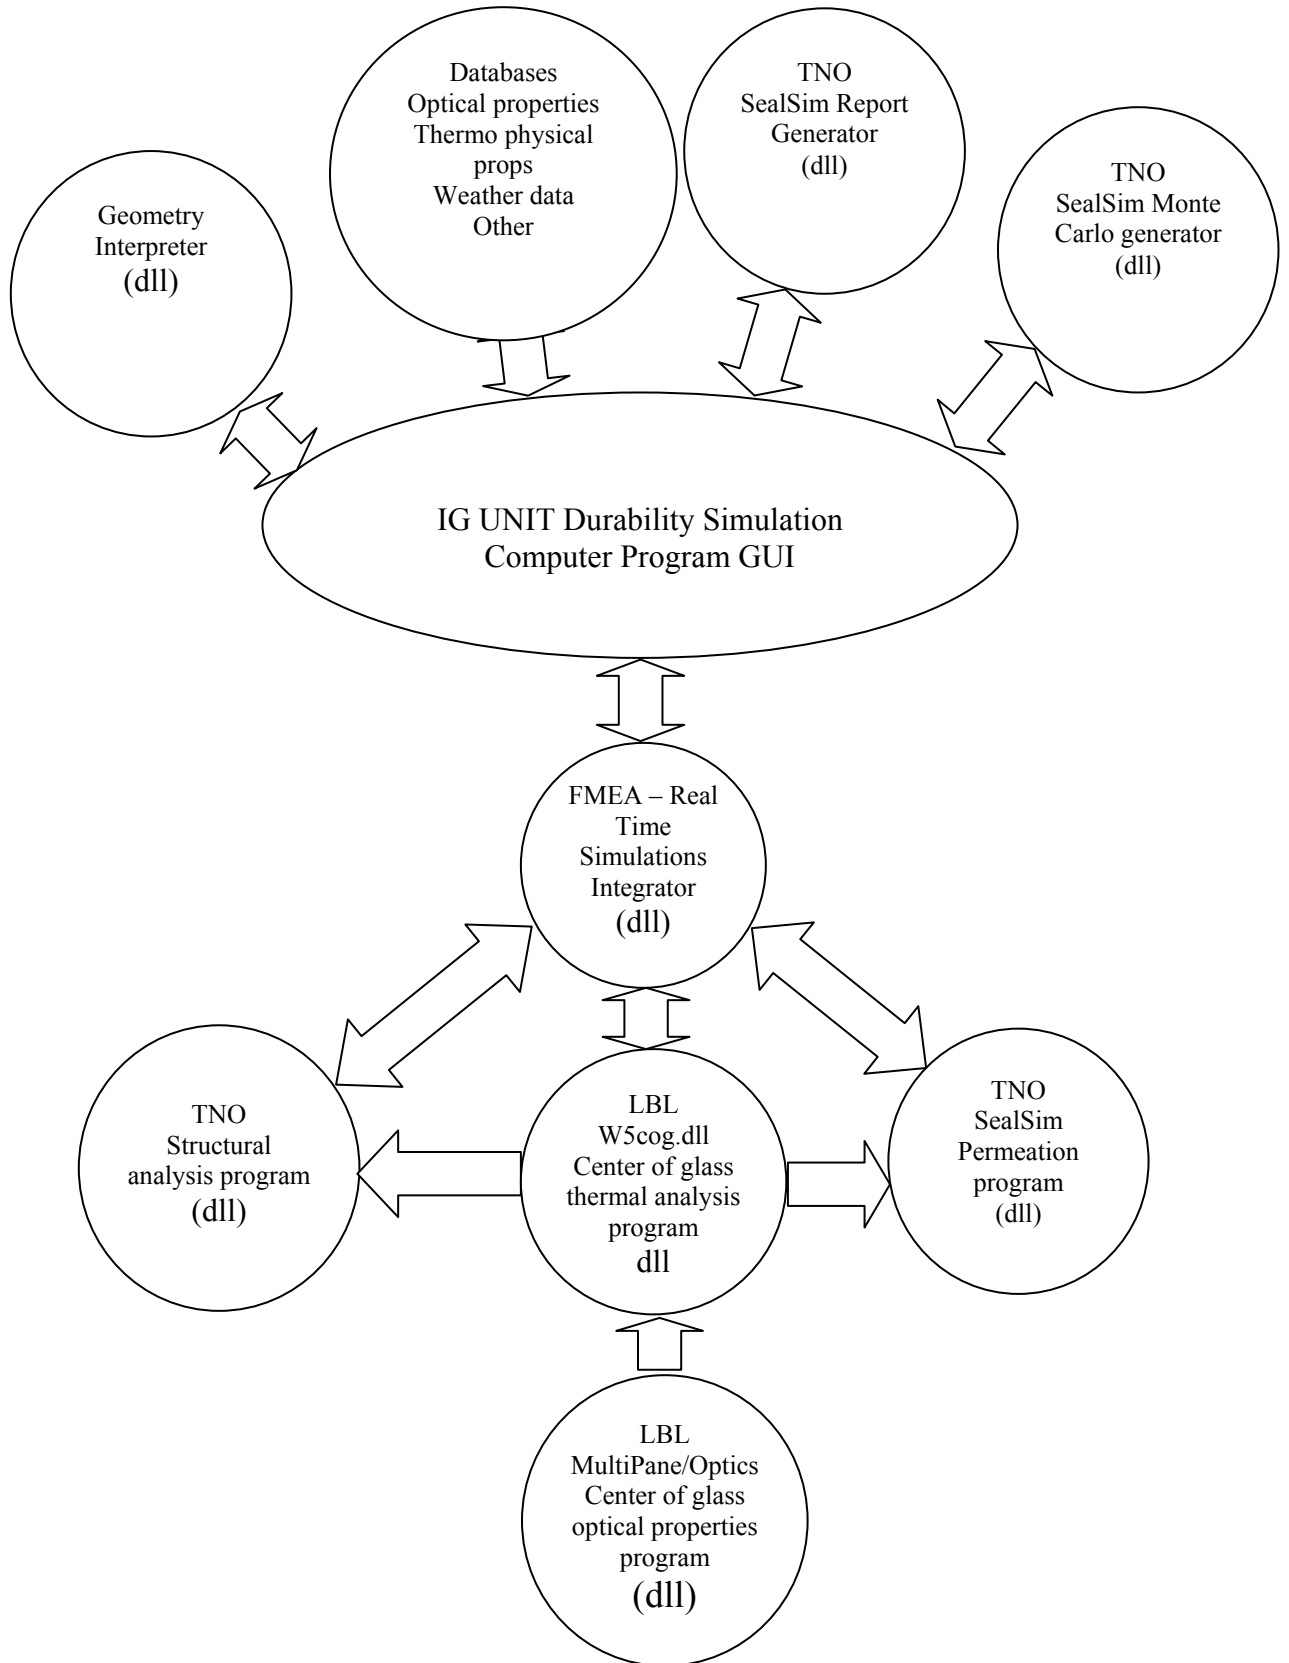 Databases
Optical properties
Thermo physical
props
Weather data
Other
TNO
SealSim Report
Generator
(dll)
TNO
SealSim Monte
Carlo generator
(dll)
Geometry
Interpreter
(dll)
IG UNIT Durability Simulation
Computer Program GUI
FMEA – Real
Time
Simulations
Integrator
(dll)
TNO
Structural
analysis program
(dll)
LBL
W5cog.dll
Center of glass
thermal analysis
program
dll
TNO
SealSim
Permeation
program
(dll)
LBL
MultiPane/Optics
Center of glass
optical properties
program
(dll)